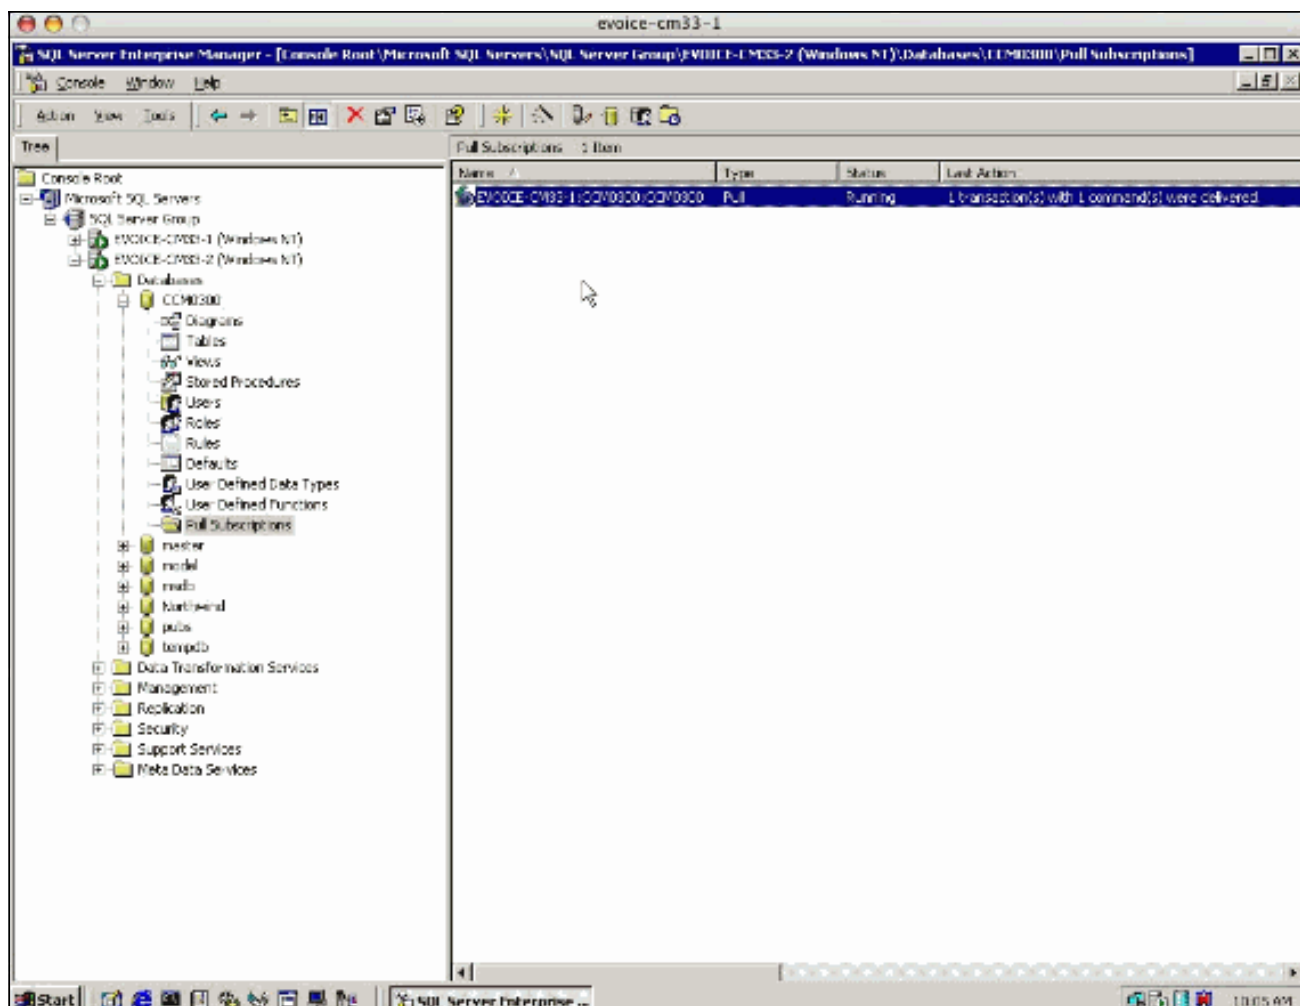 evoice-cm33-1
SQL Server Enterprise Manager - [Console Root\Microsoft SQL Servers\SQL Server Group\EVOICE-CM33-2 (Windows NT)\Databases\CCM0300\Pull Subscriptions]
Console Window Help
Action View Tools
Tree
Pull Subscriptions 1 Item
Console Root
Microsoft SQL Servers
SQL Server Group
EVOICE-CM33-1 (Windows NT)
EVOICE-CM33-2 (Windows NT)
Databases
CCM0300
Diagrams
Tables
Views
Stored Procedures
Users
Roles
Rules
Defaults
User Defined Data Types
User Defined Functions
Pull Subscriptions
master
model
msdb
Northwind
pubs
tempdb
Data Transformation Services
Management
Replication
Security
Support Services
Meta Data Services
Name Type Status Last Action
EVOICE-CM33-1:CCM0300:CCM0300 Pull Running 1 transaction(s) with 1 command(s) were delivered.
Start SQL Server Enterprise ... 10:05 AM